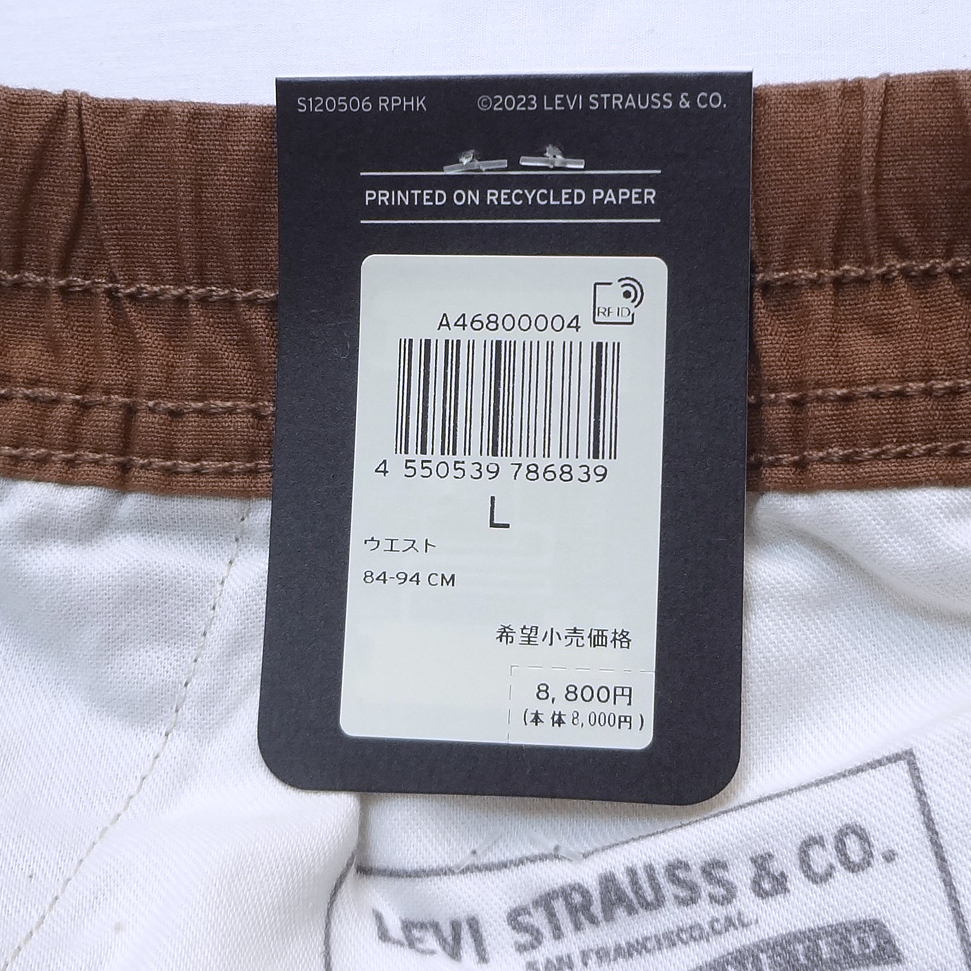 S120506 RPHK ©2023 LEVI STRAUSS & CO.
PRINTED ON RECYCLED PAPER
RFID
A46800004
4 550539 786839
L
ウエスト
84-94 CM
希望小売価格
8,800円
(本体8,000円)
LEVI STRAUSS & CO.
SAN FRANCISCO, CAL.